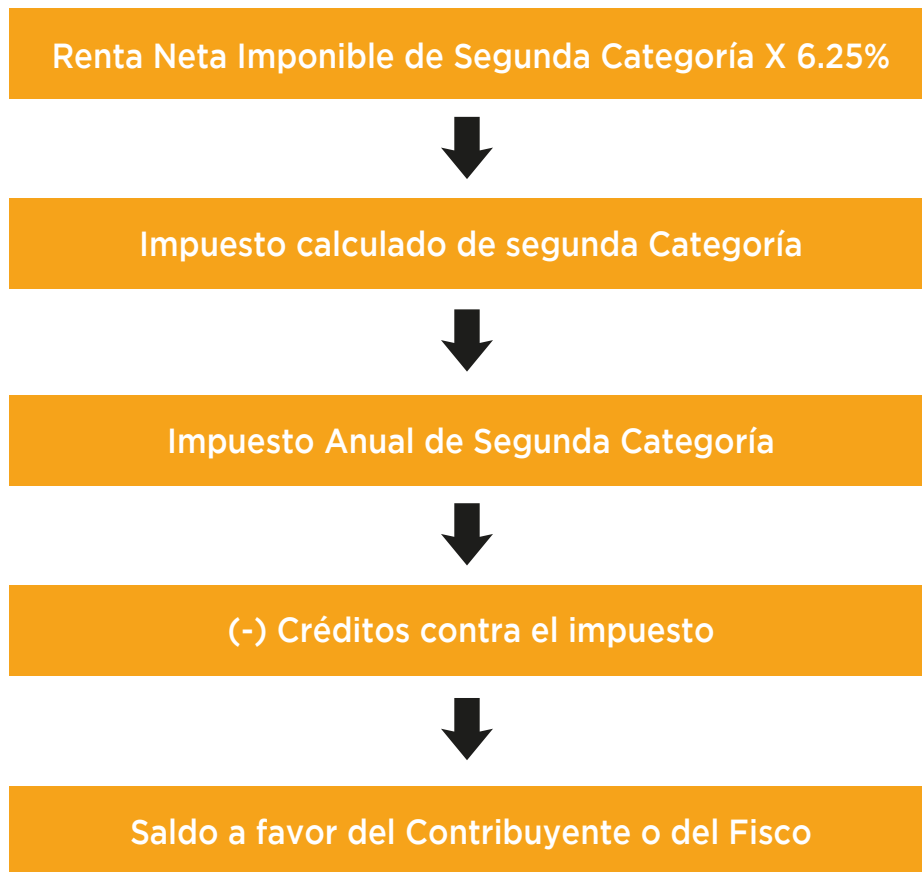 Renta Neta Imponible de Segunda Categoría X 6.25%
Impuesto calculado de segunda Categoría
Impuesto Anual de Segunda Categoría
(-) Créditos contra el impuesto
Saldo a favor del Contribuyente o del Fisco